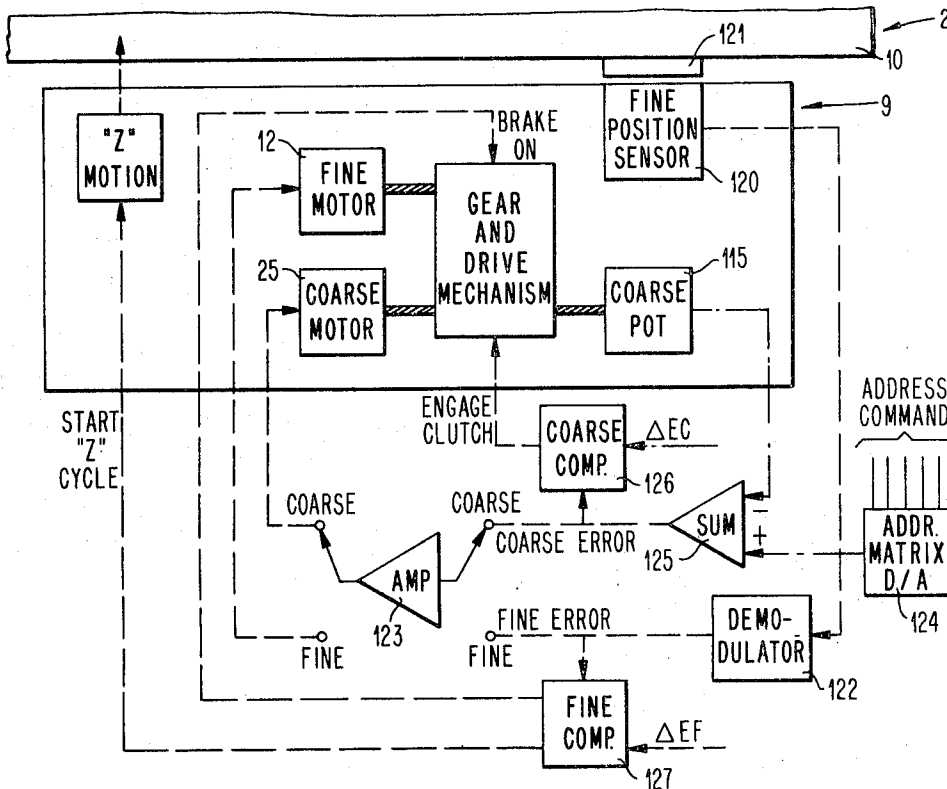 2
10
121
9
"Z"
MOTION
BRAKE
ON
FINE
POSITION
SENSOR
120
12
FINE
MOTOR
GEAR
AND
DRIVE
MECHANISM
25
COARSE
MOTOR
115
COARSE
POT
START
"Z"
CYCLE
ENGAGE
CLUTCH
COARSE
COMP.
126
△EC
ADDRESS
COMMAND
COARSE
COARSE
COARSE ERROR
SUM
125
-
+
ADDR.
MATRIX
D/A
124
AMP
123
FINE
FINE ERROR
FINE
DEMO-
DULATOR
122
FINE
COMP.
127
△EF